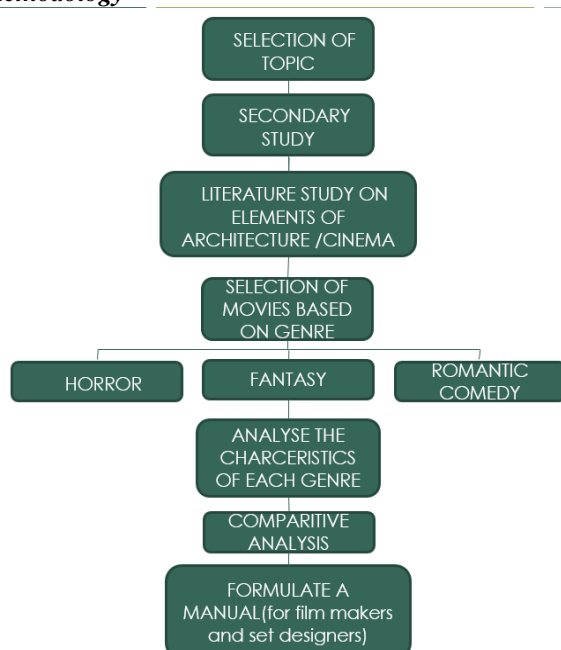 SELECTION OF
TOPIC
SECONDARY
STUDY
LITERATURE STUDY ON
ELEMENTS OF
ARCHITECTURE /CINEMA
SELECTION OF
MOVIES BASED
ON GENRE
HORROR
FANTASY
ROMANTIC
COMEDY
ANALYSE THE
CHARCERISTICS
OF EACH GENRE
COMPARITIVE
ANALYSIS
FORMULATE A
MANUAL(for film makers
and set designers)